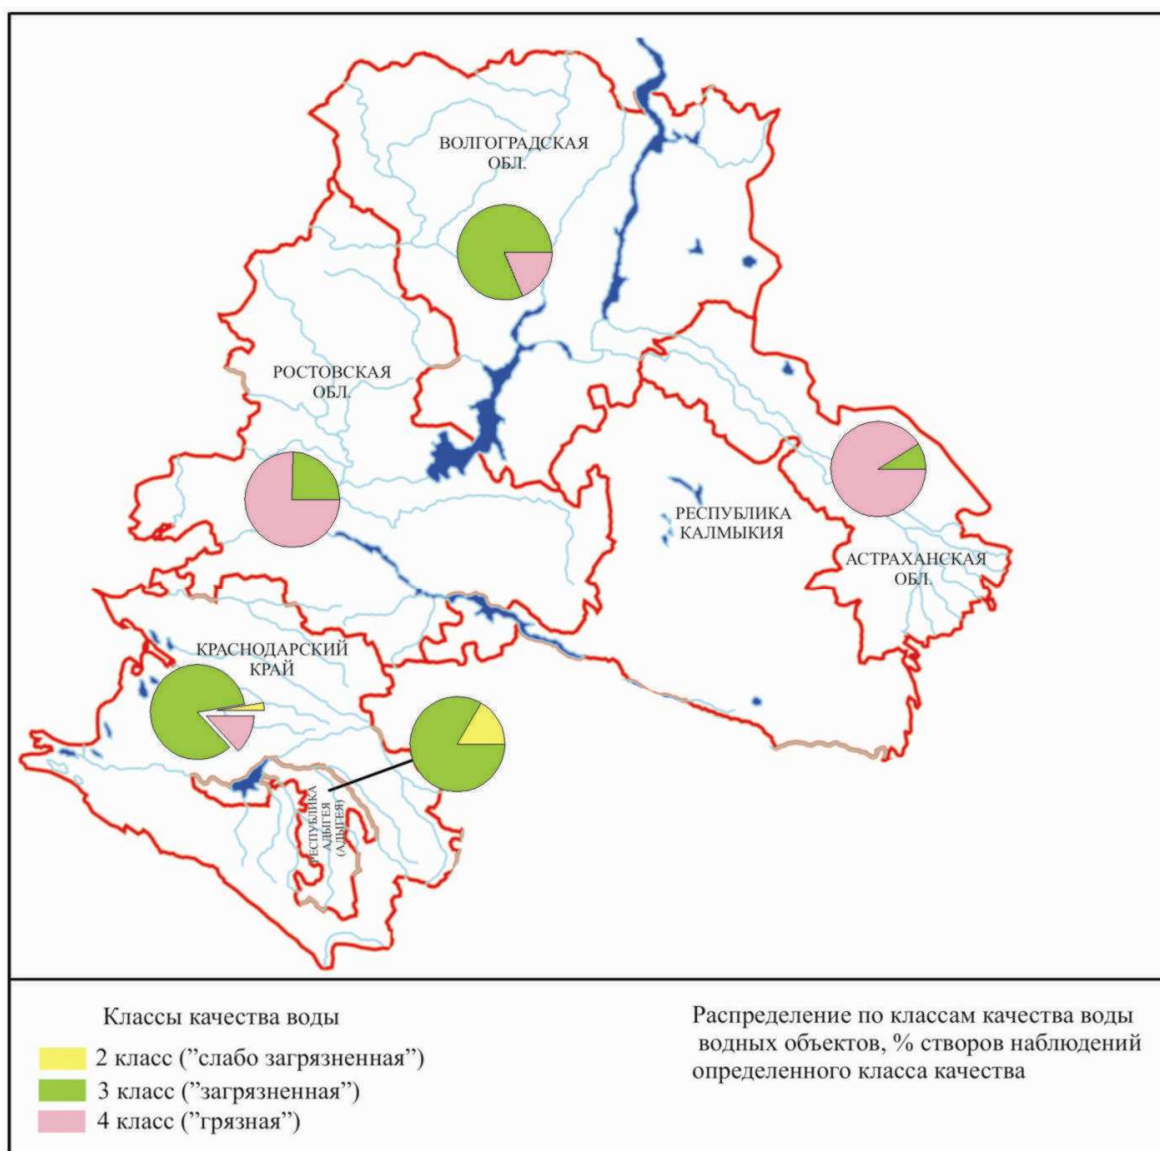 ВОЛГОГРАДСКАЯ
ОБЛ.
РОСТОВСКАЯ
ОБЛ.
РЕСПУБЛИКА
КАЛМЫКИЯ
АСТРАХАНСКАЯ
ОБЛ.
КРАСНОДАРСКИЙ
КРАЙ
РЕСПУБЛИКА
АДЫГЕЯ
(АДЫГЕЯ)
Классы качества воды
2 класс ("слабо загрязненная")
3 класс ("загрязненная")
4 класс ("грязная")
Распределение по классам качества воды
водных объектов, % створов наблюдений
определенного класса качества